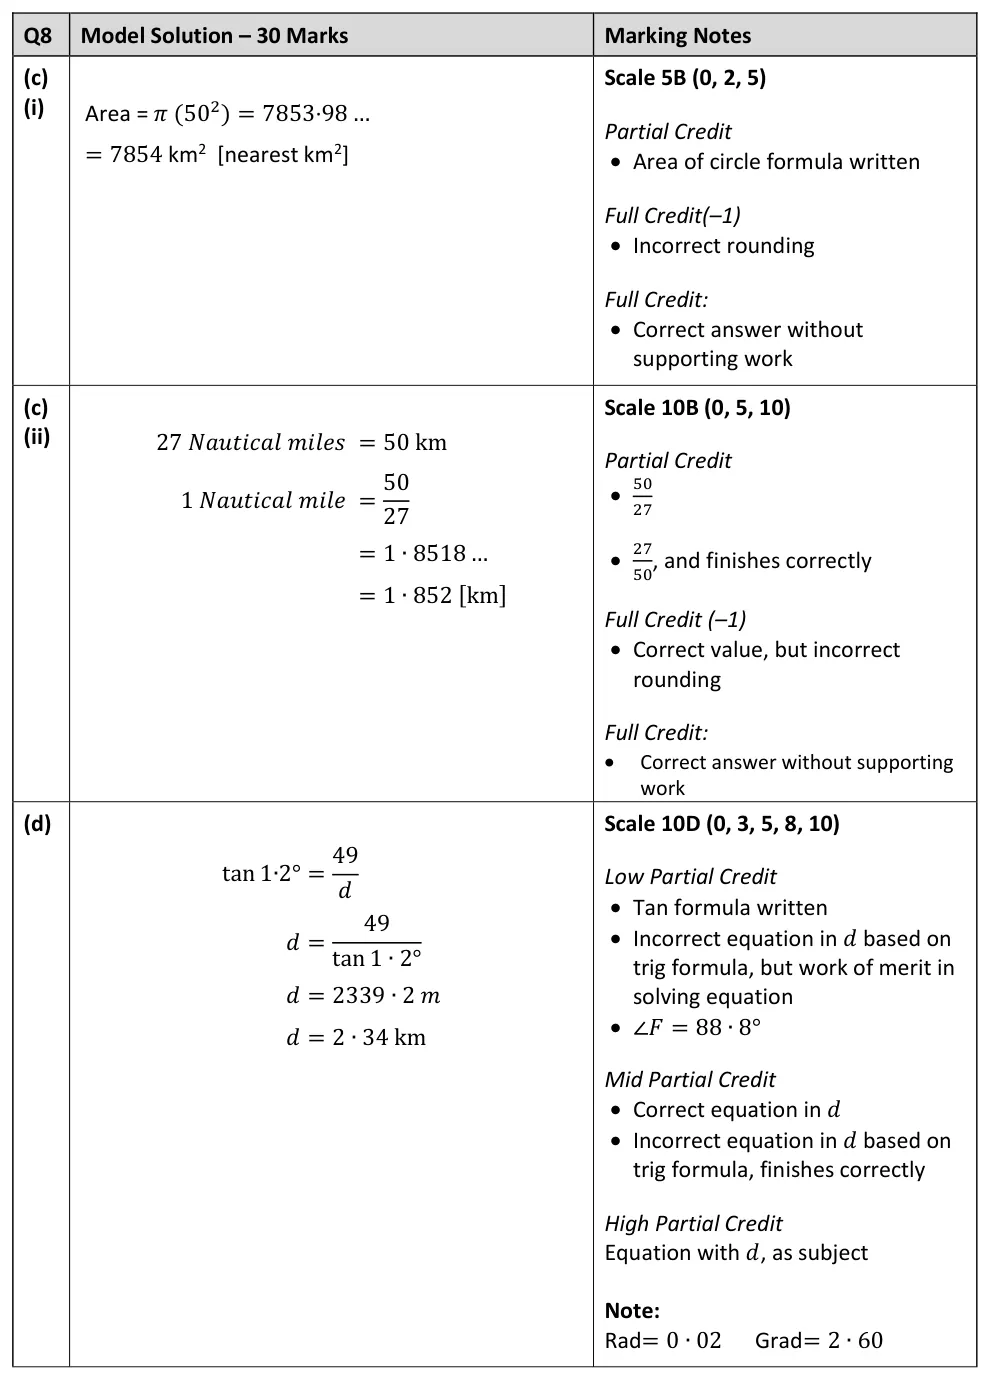 Q8 Model Solution – 30 Marks Marking Notes
(c)
(i)
Area = π (50²) = 7853·98 ...
= 7854 km² [nearest km²]
Scale 5B (0, 2, 5)
Partial Credit
• Area of circle formula written
Full Credit(–1)
• Incorrect rounding
Full Credit:
• Correct answer without
supporting work
(c)
(ii)
27 Nautical miles = 50 km
1 Nautical mile = 50/27
= 1 · 8518 ...
= 1 · 852 [km]
Scale 10B (0, 5, 10)
Partial Credit
• 50/27
• 27/50, and finishes correctly
Full Credit (–1)
• Correct value, but incorrect
rounding
Full Credit:
• Correct answer without supporting
work
(d)
tan 1·2° = 49/d
d = 49/tan 1 · 2°
d = 2339 · 2 m
d = 2 · 34 km
Scale 10D (0, 3, 5, 8, 10)
Low Partial Credit
• Tan formula written
• Incorrect equation in d based on
trig formula, but work of merit in
solving equation
• ∠F = 88 · 8°
Mid Partial Credit
• Correct equation in d
• Incorrect equation in d based on
trig formula, finishes correctly
High Partial Credit
Equation with d, as subject
Note:
Rad= 0 · 02 Grad= 2 · 60